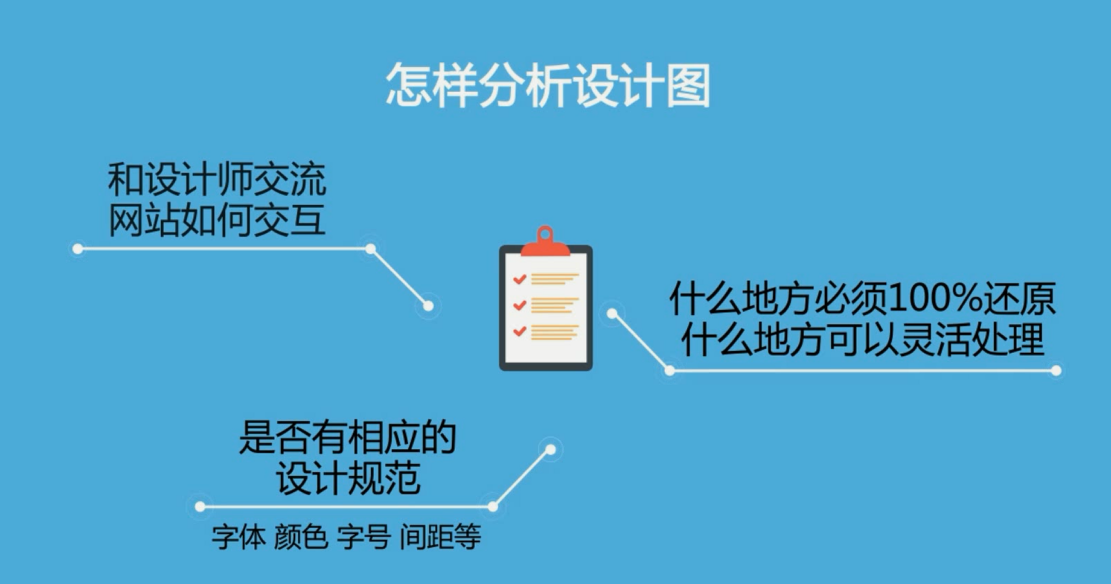 怎样分析设计图
和设计师交流
网站如何交互
什么地方必须100%还原
什么地方可以灵活处理
是否有相应的
设计规范
字体 颜色 字号 间距等